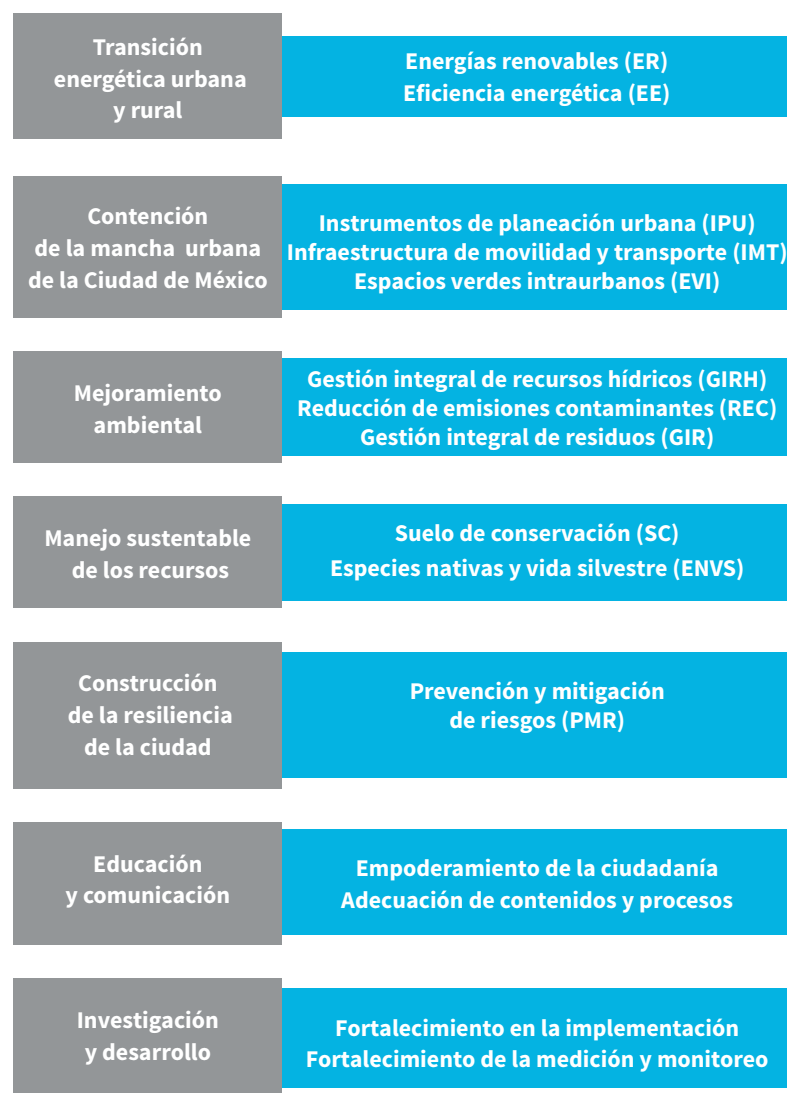 Transición
energética urbana
y rural
Energías renovables (ER)
Eficiencia energética (EE)
Contención
de la mancha urbana
de la Ciudad de México
Instrumentos de planeación urbana (IPU)
Infraestructura de movilidad y transporte (IMT)
Espacios verdes intraurbanos (EVI)
Mejoramiento
ambiental
Gestión integral de recursos hídricos (GIRH)
Reducción de emisiones contaminantes (REC)
Gestión integral de residuos (GIR)
Manejo sustentable
de los recursos
Suelo de conservación (SC)
Especies nativas y vida silvestre (ENVS)
Construcción
de la resiliencia
de la ciudad
Prevención y mitigación
de riesgos (PMR)
Educación
y comunicación
Empoderamiento de la ciudadanía
Adecuación de contenidos y procesos
Investigación
y desarrollo
Fortalecimiento en la implementación
Fortalecimiento de la medición y monitoreo